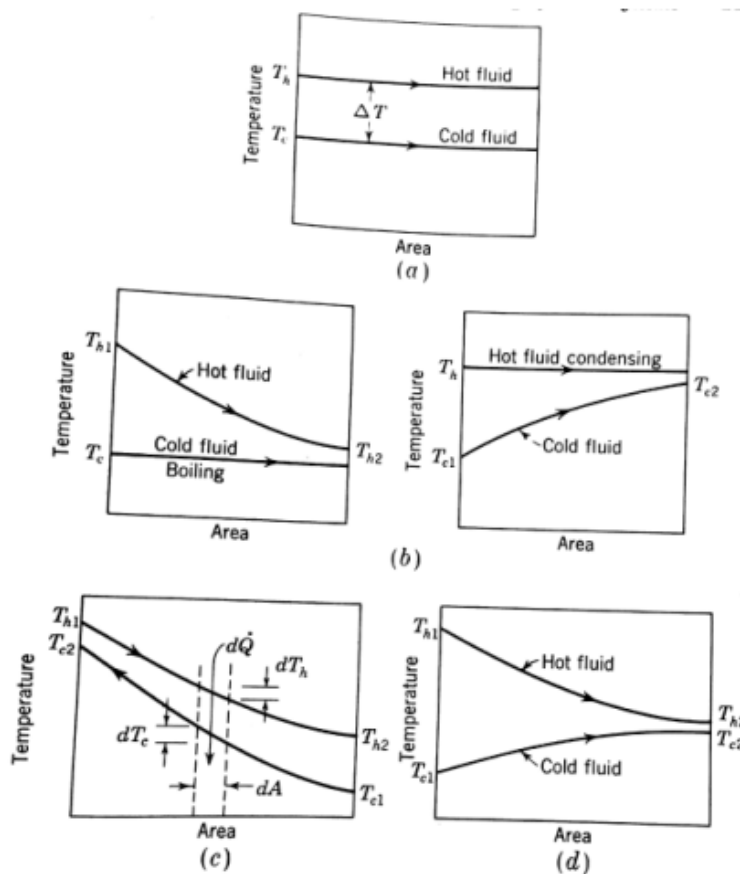 T_h
Hot fluid
ΔT
T_c
Cold fluid
Temperature
Area
(a)
T_h1
Hot fluid
Cold fluid
T_c
Boiling
T_h2
Temperature
Area
Hot fluid condensing
T_h
T_c2
T_c1
Cold fluid
Temperature
Area
(b)
T_h1
T_c2
dQ̇
dT_h
dT_c
T_h2
dA
T_c1
Temperature
Area
(c)
T_h1
Hot fluid
T_c2
T_c1
Cold fluid
Temperature
Area
(d)